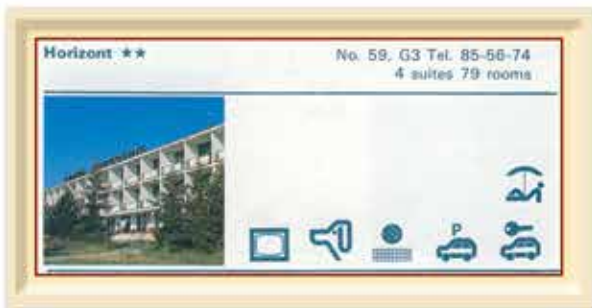 Horizont ★★
No. 59, G3 Tel. 85-56-74
4 suites 79 rooms
P